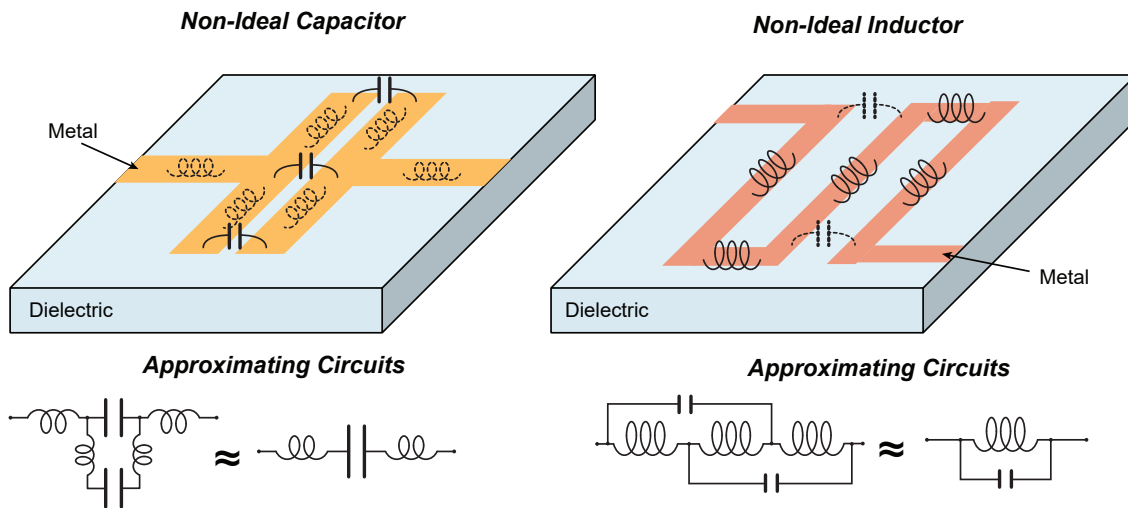 Non-Ideal Capacitor
Non-Ideal Inductor
Metal
Metal
Dielectric
Dielectric
Approximating Circuits
Approximating Circuits
≈
≈